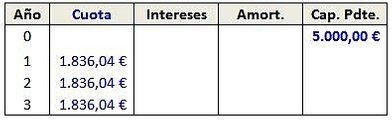 Año Cuota Intereses Amort. Cap. Pdte.
0 5.000,00 €
1 1.836,04 €
2 1.836,04 €
3 1.836,04 €